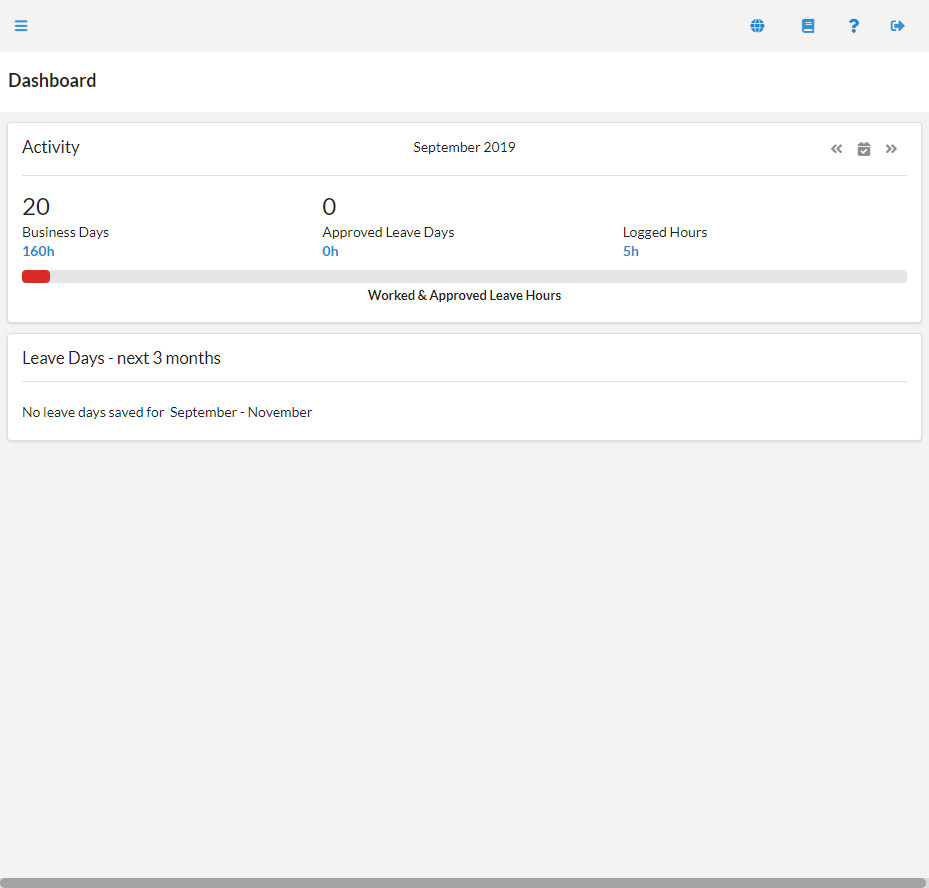 Dashboard
Activity
September 2019
20
Business Days
160h
0
Approved Leave Days
0h
Logged Hours
5h
Worked & Approved Leave Hours
Leave Days - next 3 months
No leave days saved for September - November